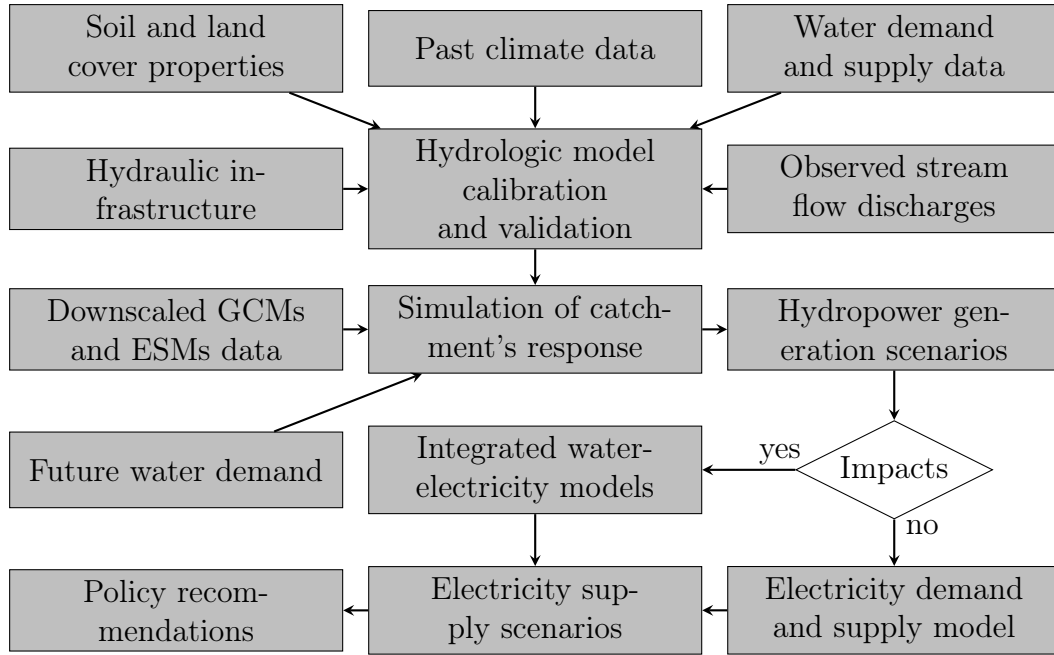 Soil and land
cover properties
Past climate data
Water demand
and supply data
Hydraulic in-
frastructure
Hydrologic model
calibration
and validation
Observed stream
flow discharges
Downscaled GCMs
and ESMs data
Simulation of catch-
ment's response
Hydropower gen-
eration scenarios
Future water demand
Integrated water-
electricity models
yes
Impacts
no
Policy recom-
mendations
Electricity sup-
ply scenarios
Electricity demand
and supply model